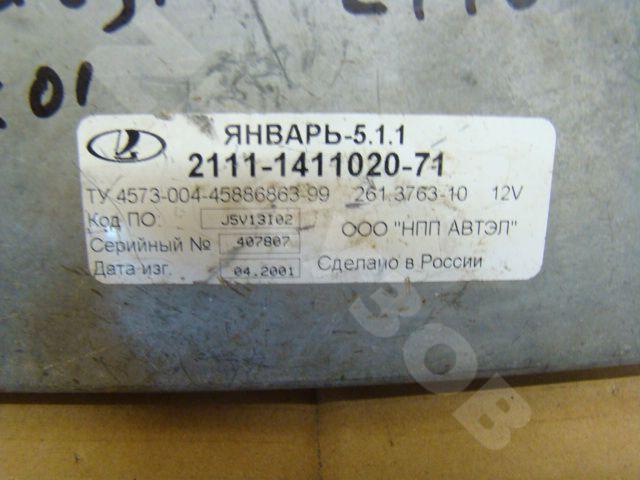 2110
01
ЯНВАРЬ-5.1.1
2111-1411020-71
ТУ 4573-004-45886863-99 261.3763-10 12V
Код ПО J5V13I02 ООО "НПП АВТЭЛ"
Серийный № 407807
Дата изг. 04.2001 Сделано в России